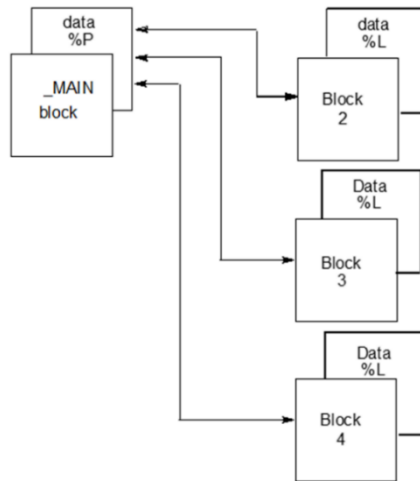 data
%P
_MAIN
block
data
%L
Block
2
Data
%L
Block
3
Data
%L
Block
4